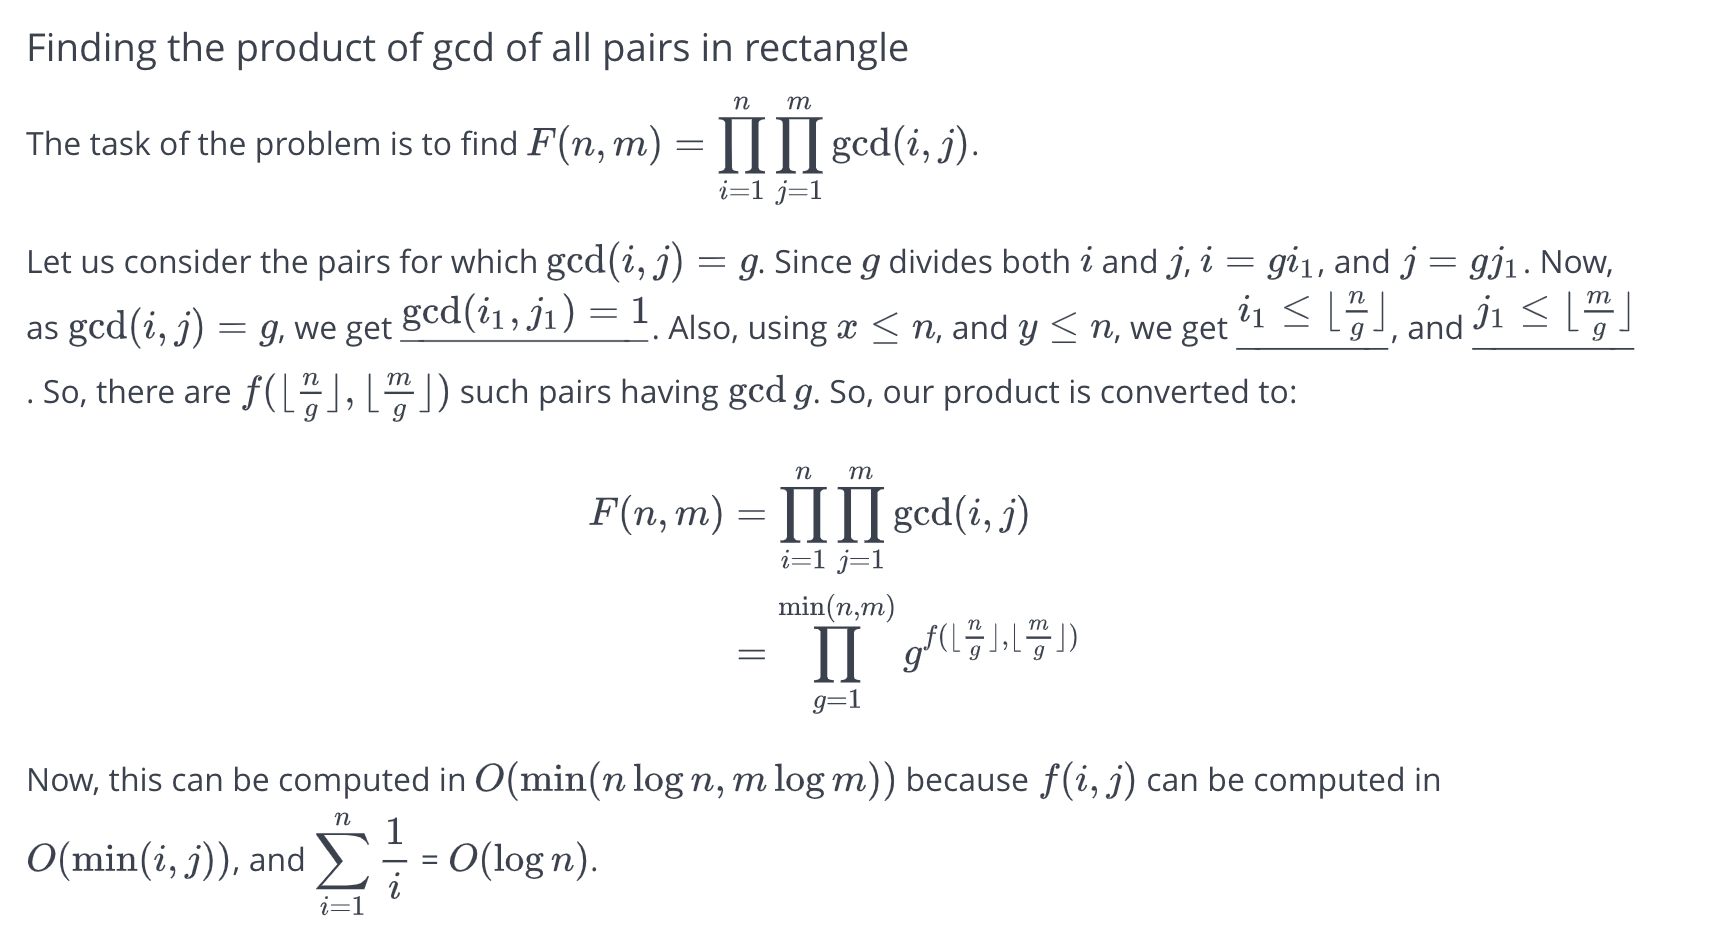 Finding the product of gcd of all pairs in rectangle
The task of the problem is to find $F(n, m) = \prod_{i=1}^{n} \prod_{j=1}^{m} \gcd(i, j)$.
Let us consider the pairs for which $\gcd(i, j) = g$. Since $g$ divides both $i$ and $j$, $i = gi_1$, and $j = gj_1$. Now,
as $\gcd(i, j) = g$, we get $\underline{\gcd(i_1, j_1) = 1}$. Also, using $x \leq n$, and $y \leq n$, we get $\underline{i_1 \leq \lfloor \frac{n}{g} \rfloor}$, and $\underline{j_1 \leq \lfloor \frac{m}{g} \rfloor}$
. So, there are $f(\lfloor \frac{n}{g} \rfloor, \lfloor \frac{m}{g} \rfloor)$ such pairs having $\gcd g$. So, our product is converted to:
$F(n, m) = \prod_{i=1}^{n} \prod_{j=1}^{m} \gcd(i, j)$
$= \prod_{g=1}^{\min(n,m)} g^{f(\lfloor \frac{n}{g} \rfloor, \lfloor \frac{m}{g} \rfloor)}$
Now, this can be computed in $O(\min(n \log n, m \log m))$ because $f(i, j)$ can be computed in
$O(\min(i, j))$, and $\sum_{i=1}^{n} \frac{1}{i}$ = $O(\log n)$.